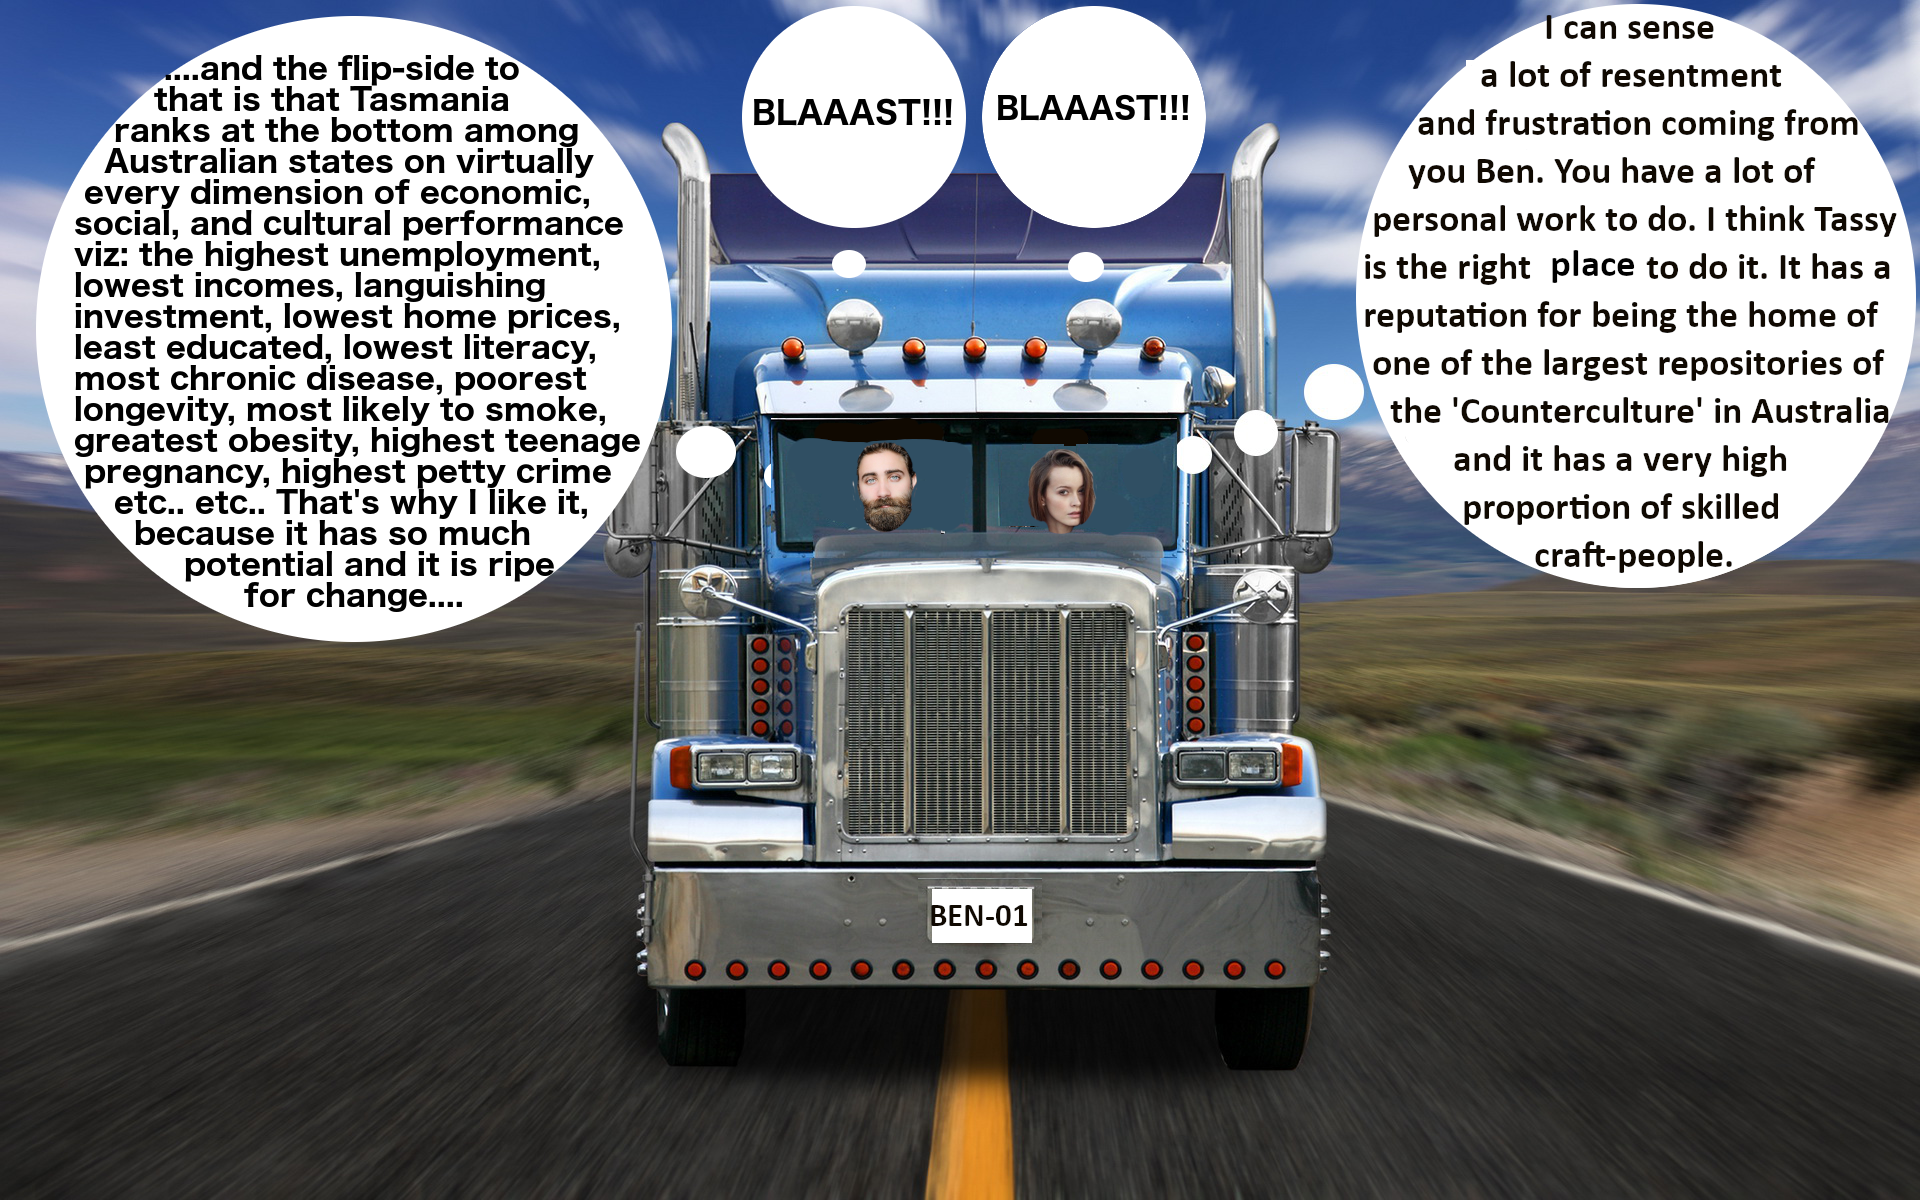 ....and the flip-side to
that is that Tasmania
ranks at the bottom among
Australian states on virtually
every dimension of economic,
social, and cultural performance
viz: the highest unemployment,
lowest incomes, languishing
investment, lowest home prices,
least educated, lowest literacy,
most chronic disease, poorest
longevity, most likely to smoke,
greatest obesity, highest teenage
pregnancy, highest petty crime
etc.. etc.. That's why I like it,
because it has so much
potential and it is ripe
for change....
BLAAAST!!!
BLAAAST!!!
I can sense
a lot of resentment
and frustration coming from
you Ben. You have a lot of
personal work to do. I think Tassy
is the right place to do it. It has a
reputation for being the home of
one of the largest repositories of
the 'Counterculture' in Australia
and it has a very high
proportion of skilled
craft-people.
BEN-01